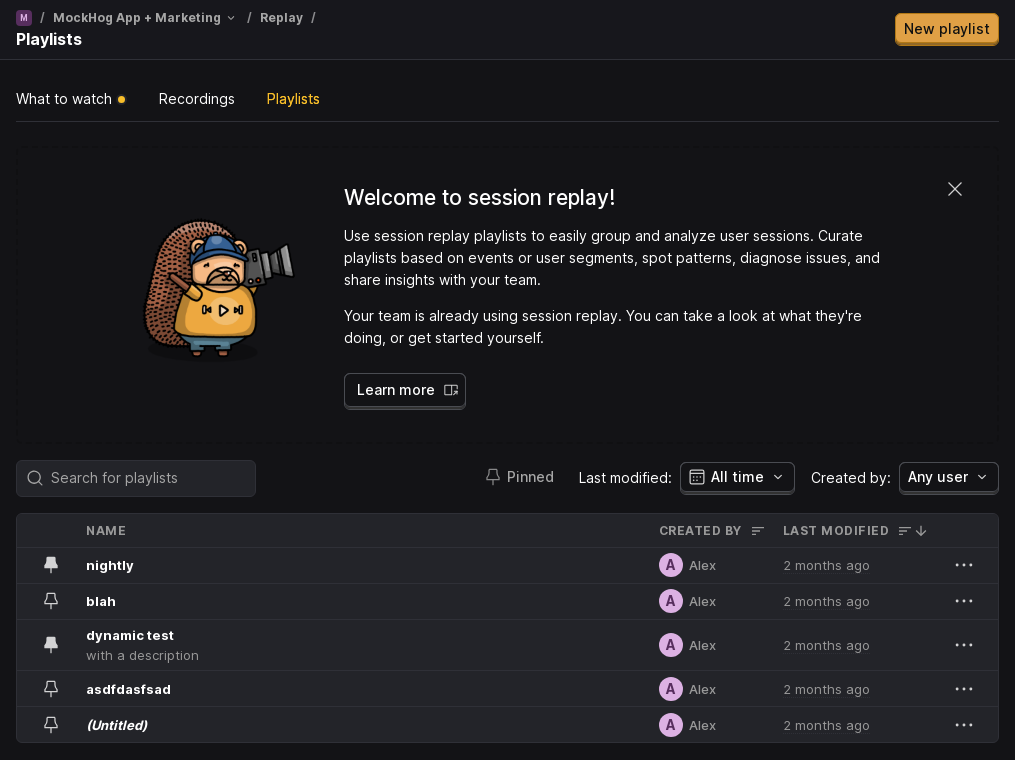 M / MockHog App + Marketing / Replay /
Playlists
New playlist
What to watch
Recordings
Playlists
Welcome to session replay!
Use session replay playlists to easily group and analyze user sessions. Curate
playlists based on events or user segments, spot patterns, diagnose issues, and
share insights with your team.
Your team is already using session replay. You can take a look at what they're
doing, or get started yourself.
Learn more
Search for playlists
Pinned
Last modified: All time
Created by: Any user
NAME CREATED BY LAST MODIFIED
nightly A Alex 2 months ago
blah A Alex 2 months ago
dynamic test A Alex 2 months ago
with a description
asdfdasfsad A Alex 2 months ago
(Untitled) A Alex 2 months ago